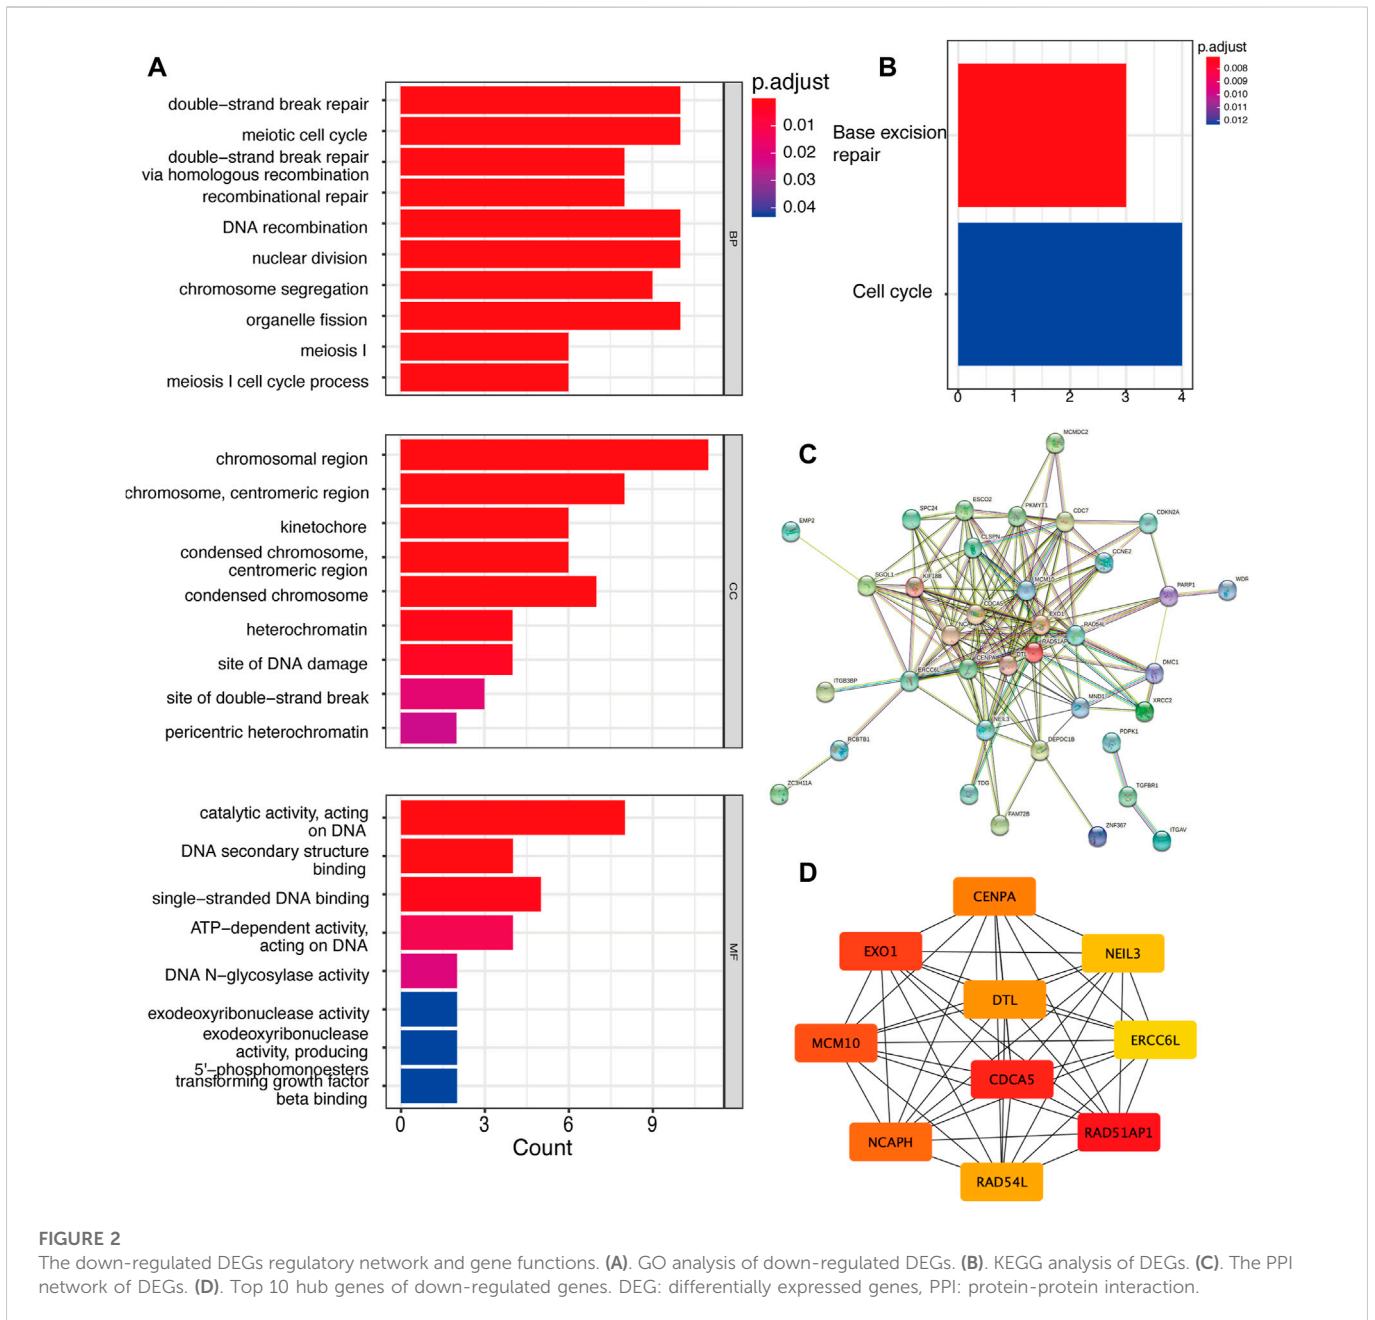 A
p.adjust
0.01
0.02
0.03
0.04
double-strand break repair
meiotic cell cycle
double-strand break repair
via homologous recombination
recombinational repair
DNA recombination
nuclear division
chromosome segregation
organelle fission
meiosis I
meiosis I cell cycle process
BP
chromosomal region
chromosome, centromeric region
kinetochore
condensed chromosome,
centromeric region
condensed chromosome
heterochromatin
site of DNA damage
site of double-strand break
pericentric heterochromatin
CC
catalytic activity, acting
on DNA
DNA secondary structure
binding
single-stranded DNA binding
ATP-dependent activity,
acting on DNA
DNA N-glycosylase activity
exodeoxyribonuclease activity
exodeoxyribonuclease
activity, producing
5'-phosphomonoesters
transforming growth factor
beta binding
MF
0 3 6 9
Count
B
p.adjust
0.008
0.009
0.010
0.011
0.012
Base excision
repair
Cell cycle
0 1 2 3 4
C
MCMDC2
ESCO2
SPC24
PKMYT1
CDC7
CDKN2A
EMP2
CLSPN
CCNE2
SGOL1
KIF18B
MCM10
PARP1
WDR
CDCA5
EXO1
NCA
RAD54L
RAD51AP
CENPA
DTL
ERCC6L
DMC1
ITGB3BP
MND1
XRCC2
NEIL3
RCBTB1
DEPDC1B
PDPK1
ZC3H11A
TDG
TGFBR1
FAM72B
ZNF367
ITGAV
D
CENPA
EXO1
NEIL3
DTL
MCM10
ERCC6L
CDCA5
NCAPH
RAD51AP1
RAD54L
FIGURE 2
The down-regulated DEGs regulatory network and gene functions. (A). GO analysis of down-regulated DEGs. (B). KEGG analysis of DEGs. (C). The PPI
network of DEGs. (D). Top 10 hub genes of down-regulated genes. DEG: differentially expressed genes, PPI: protein-protein interaction.